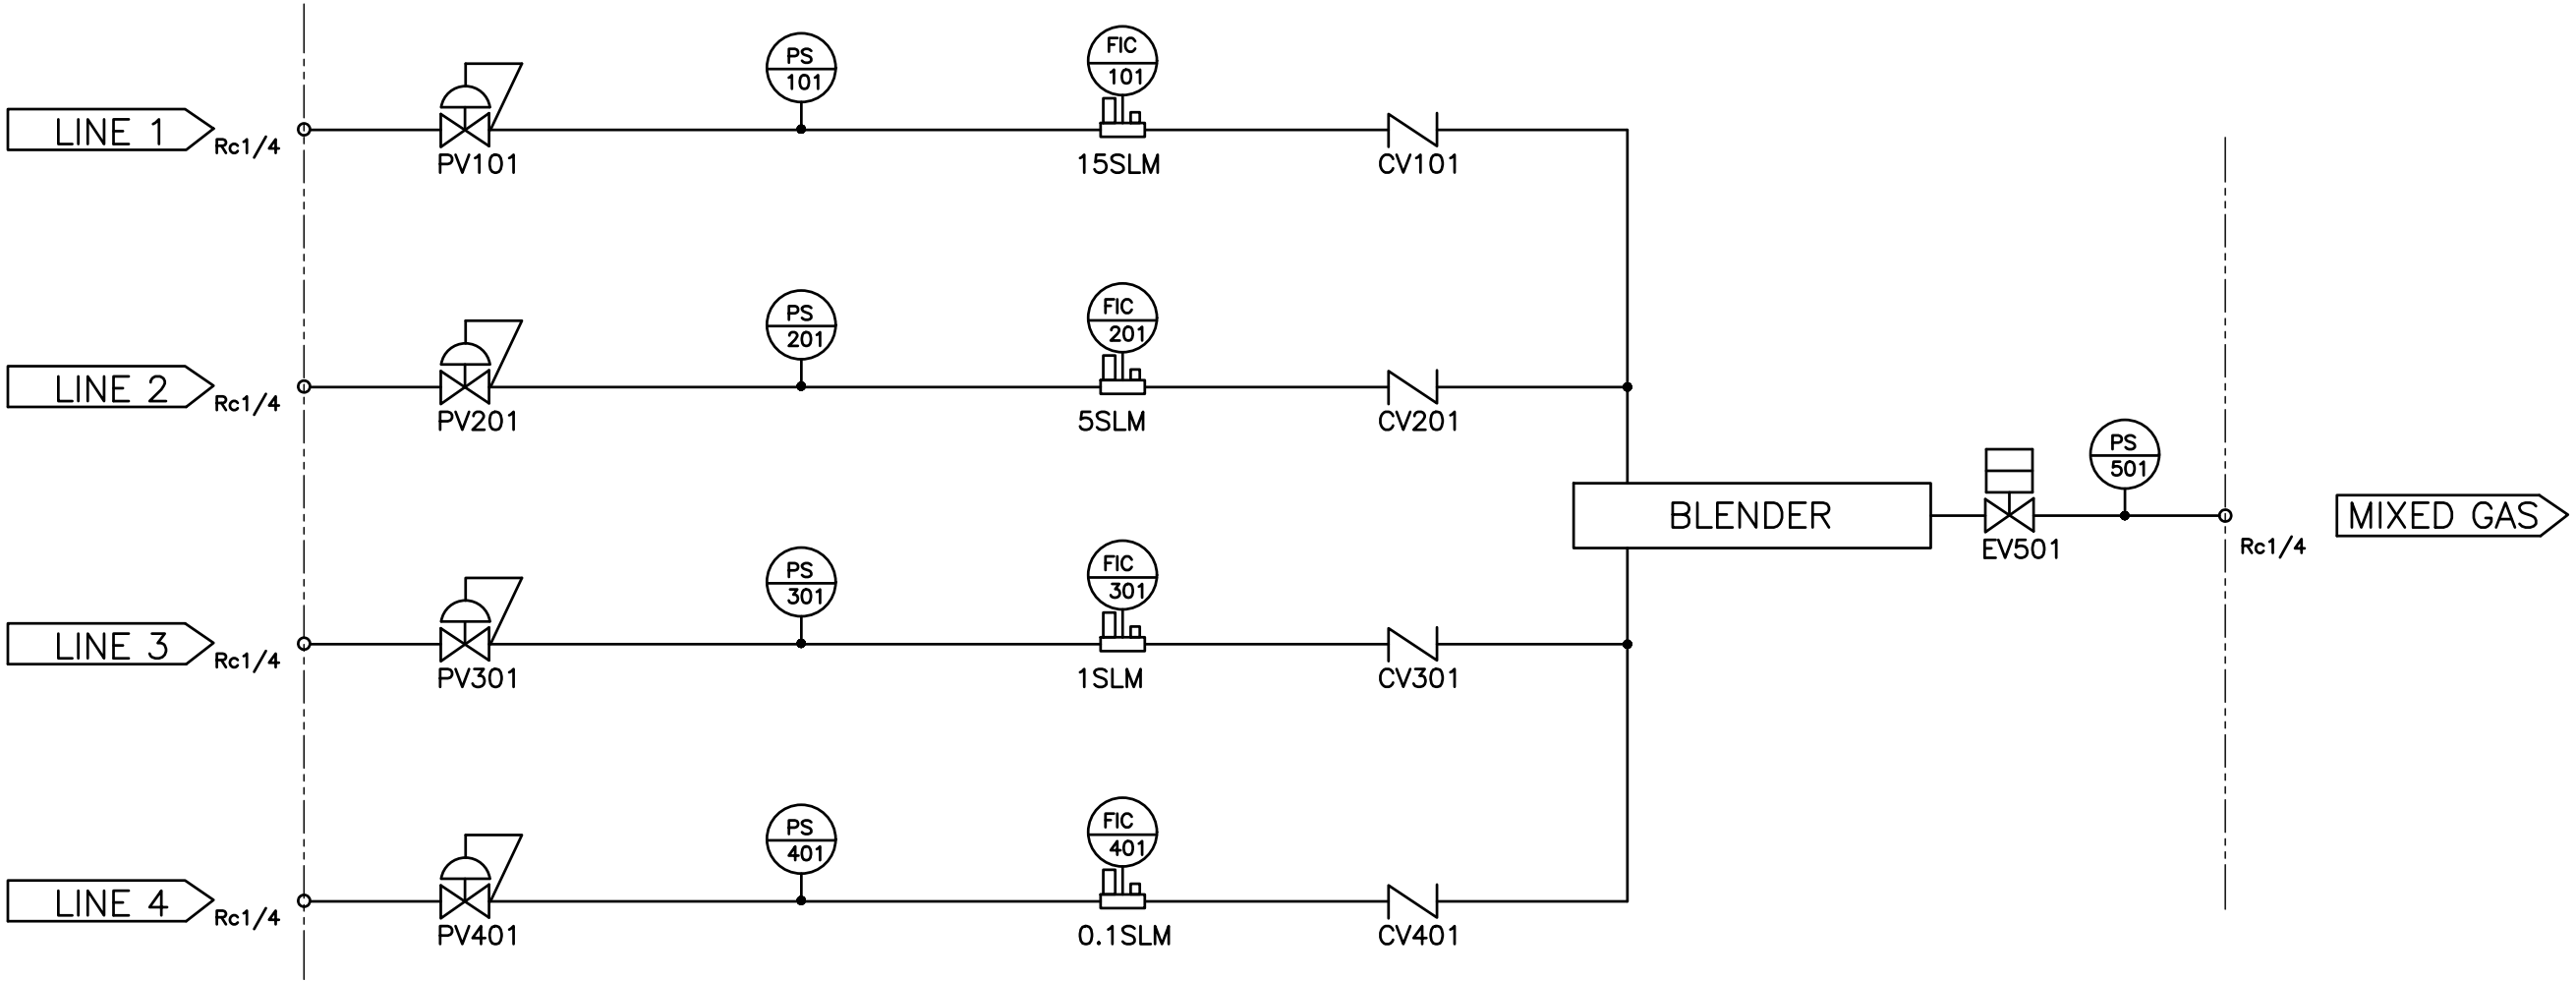 PS
101
FIC
101
LINE 1
Rc1/4
PV101
15SLM
CV101
PS
201
FIC
201
LINE 2
Rc1/4
PV201
5SLM
CV201
PS
501
BLENDER
MIXED GAS
EV501
Rc1/4
PS
301
FIC
301
LINE 3
Rc1/4
PV301
1SLM
CV301
PS
401
FIC
401
LINE 4
Rc1/4
PV401
0.1SLM
CV401